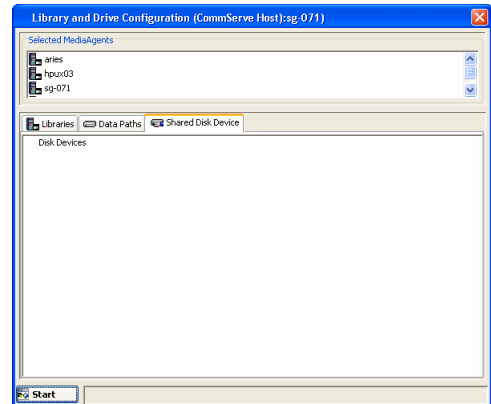 Library and Drive Configuration (CommServe Host):sg-071)
Selected MediaAgents
aries
hpux03
sg-071
Libraries Data Paths Shared Disk Device
Disk Devices
Start